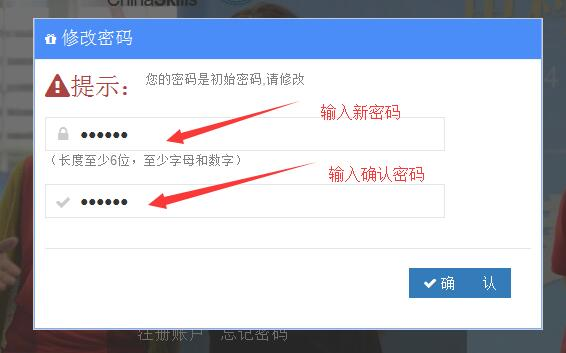 ChinaSkills
修改密码
提示：
您的密码是初始密码,请修改
输入新密码
••••••
（长度至少6位，至少字母和数字）
输入确认密码
••••••
确 认
注册账户 忘记密码